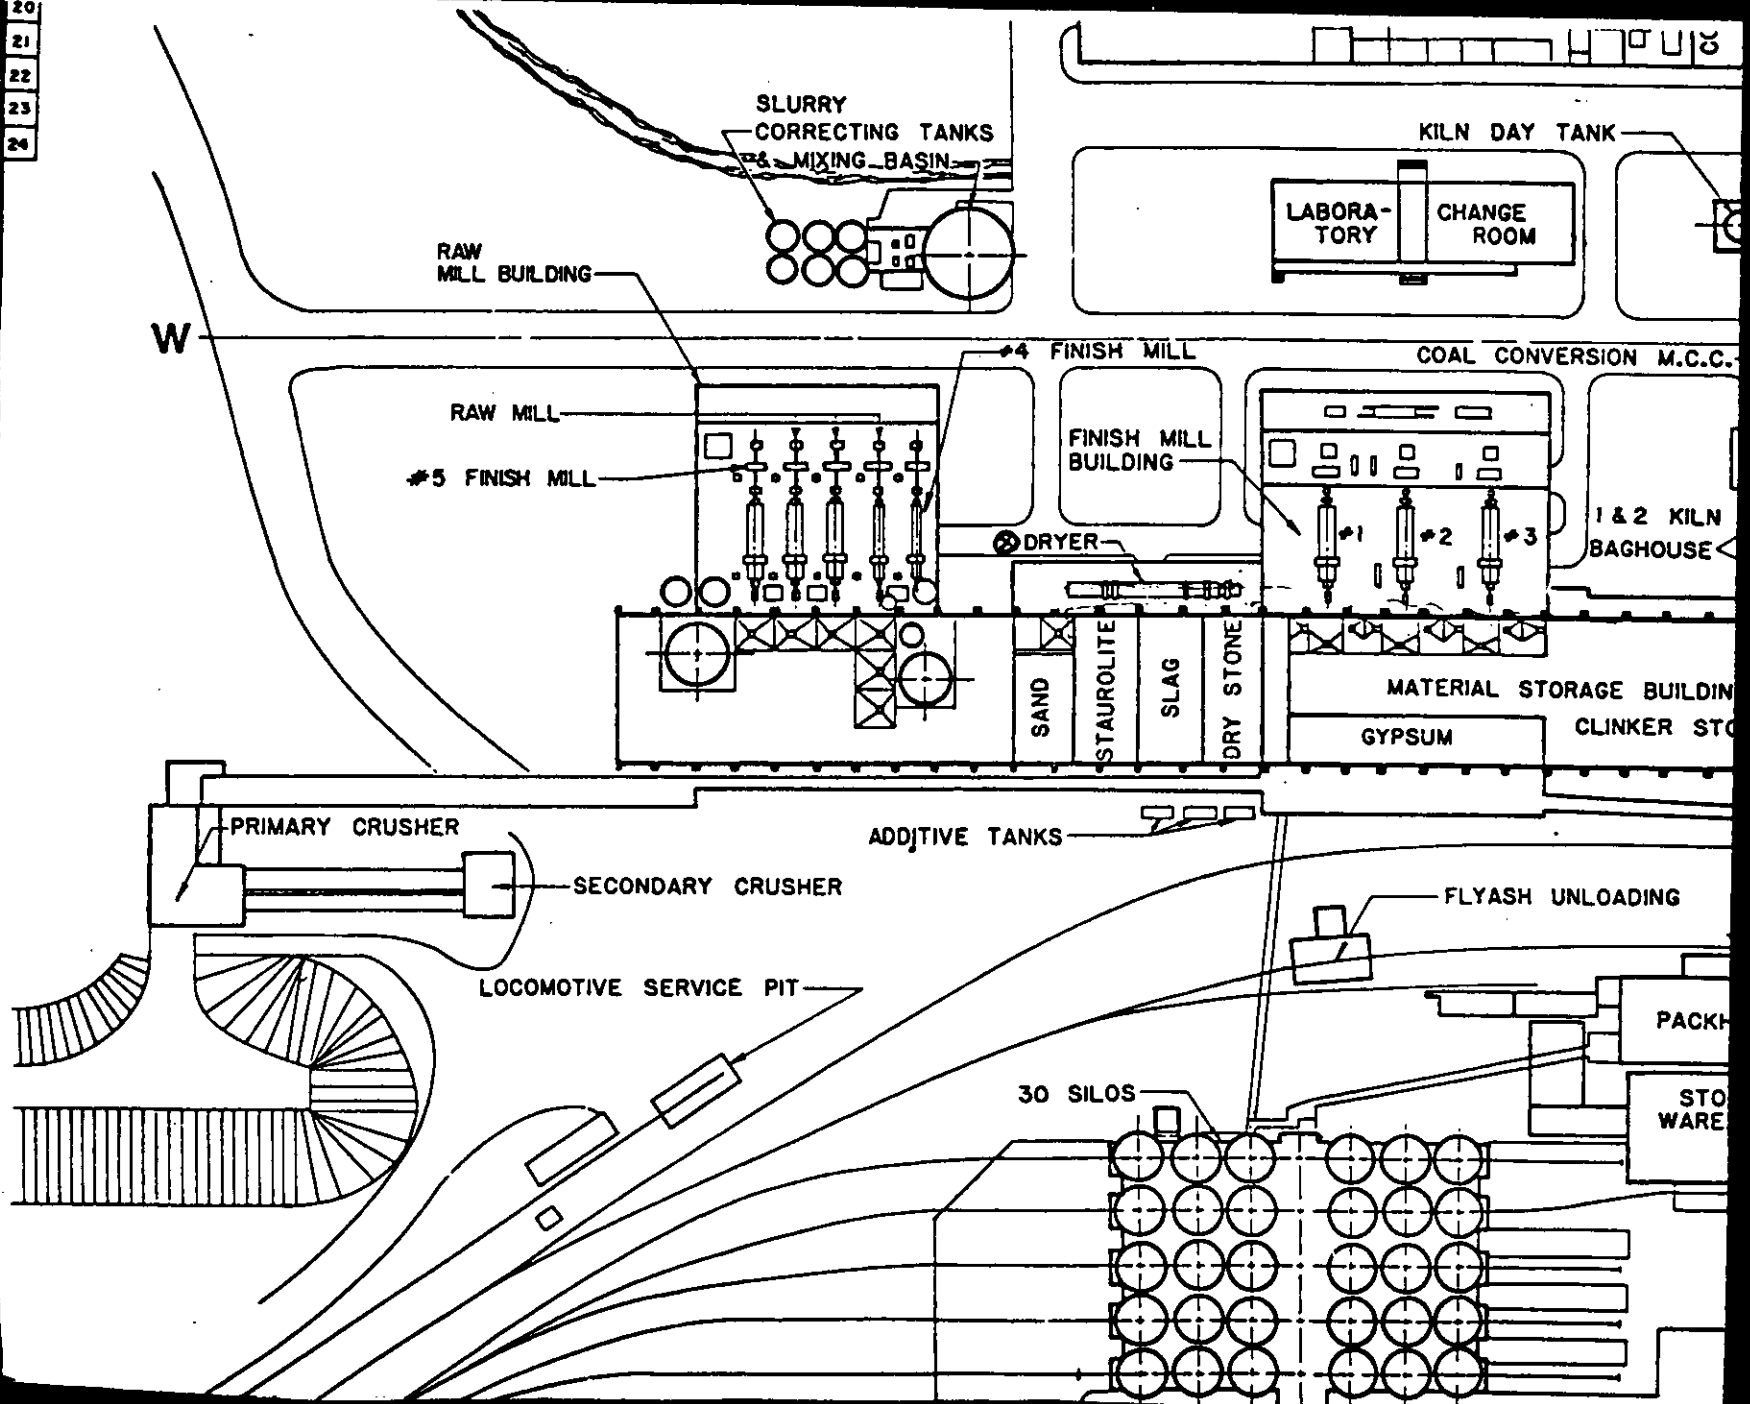 20
21
22
23
24
SLURRY
CORRECTING TANKS
& MIXING BASIN
KILN DAY TANK
LABORA-
TORY
CHANGE
ROOM
RAW
MILL BUILDING
W
#4 FINISH MILL
COAL CONVERSION M.C.C.
RAW MILL
#5 FINISH MILL
FINISH MILL
BUILDING
#1
#2
#3
1 & 2 KILN
BAGHOUSE
DRYER
SAND
STAUROLITE
SLAG
DRY STONE
MATERIAL STORAGE BUILDIN
CLINKER STO
GYPSUM
PRIMARY CRUSHER
ADDITIVE TANKS
SECONDARY CRUSHER
FLYASH UNLOADING
LOCOMOTIVE SERVICE PIT
PACKH
30 SILOS
STO
WARE